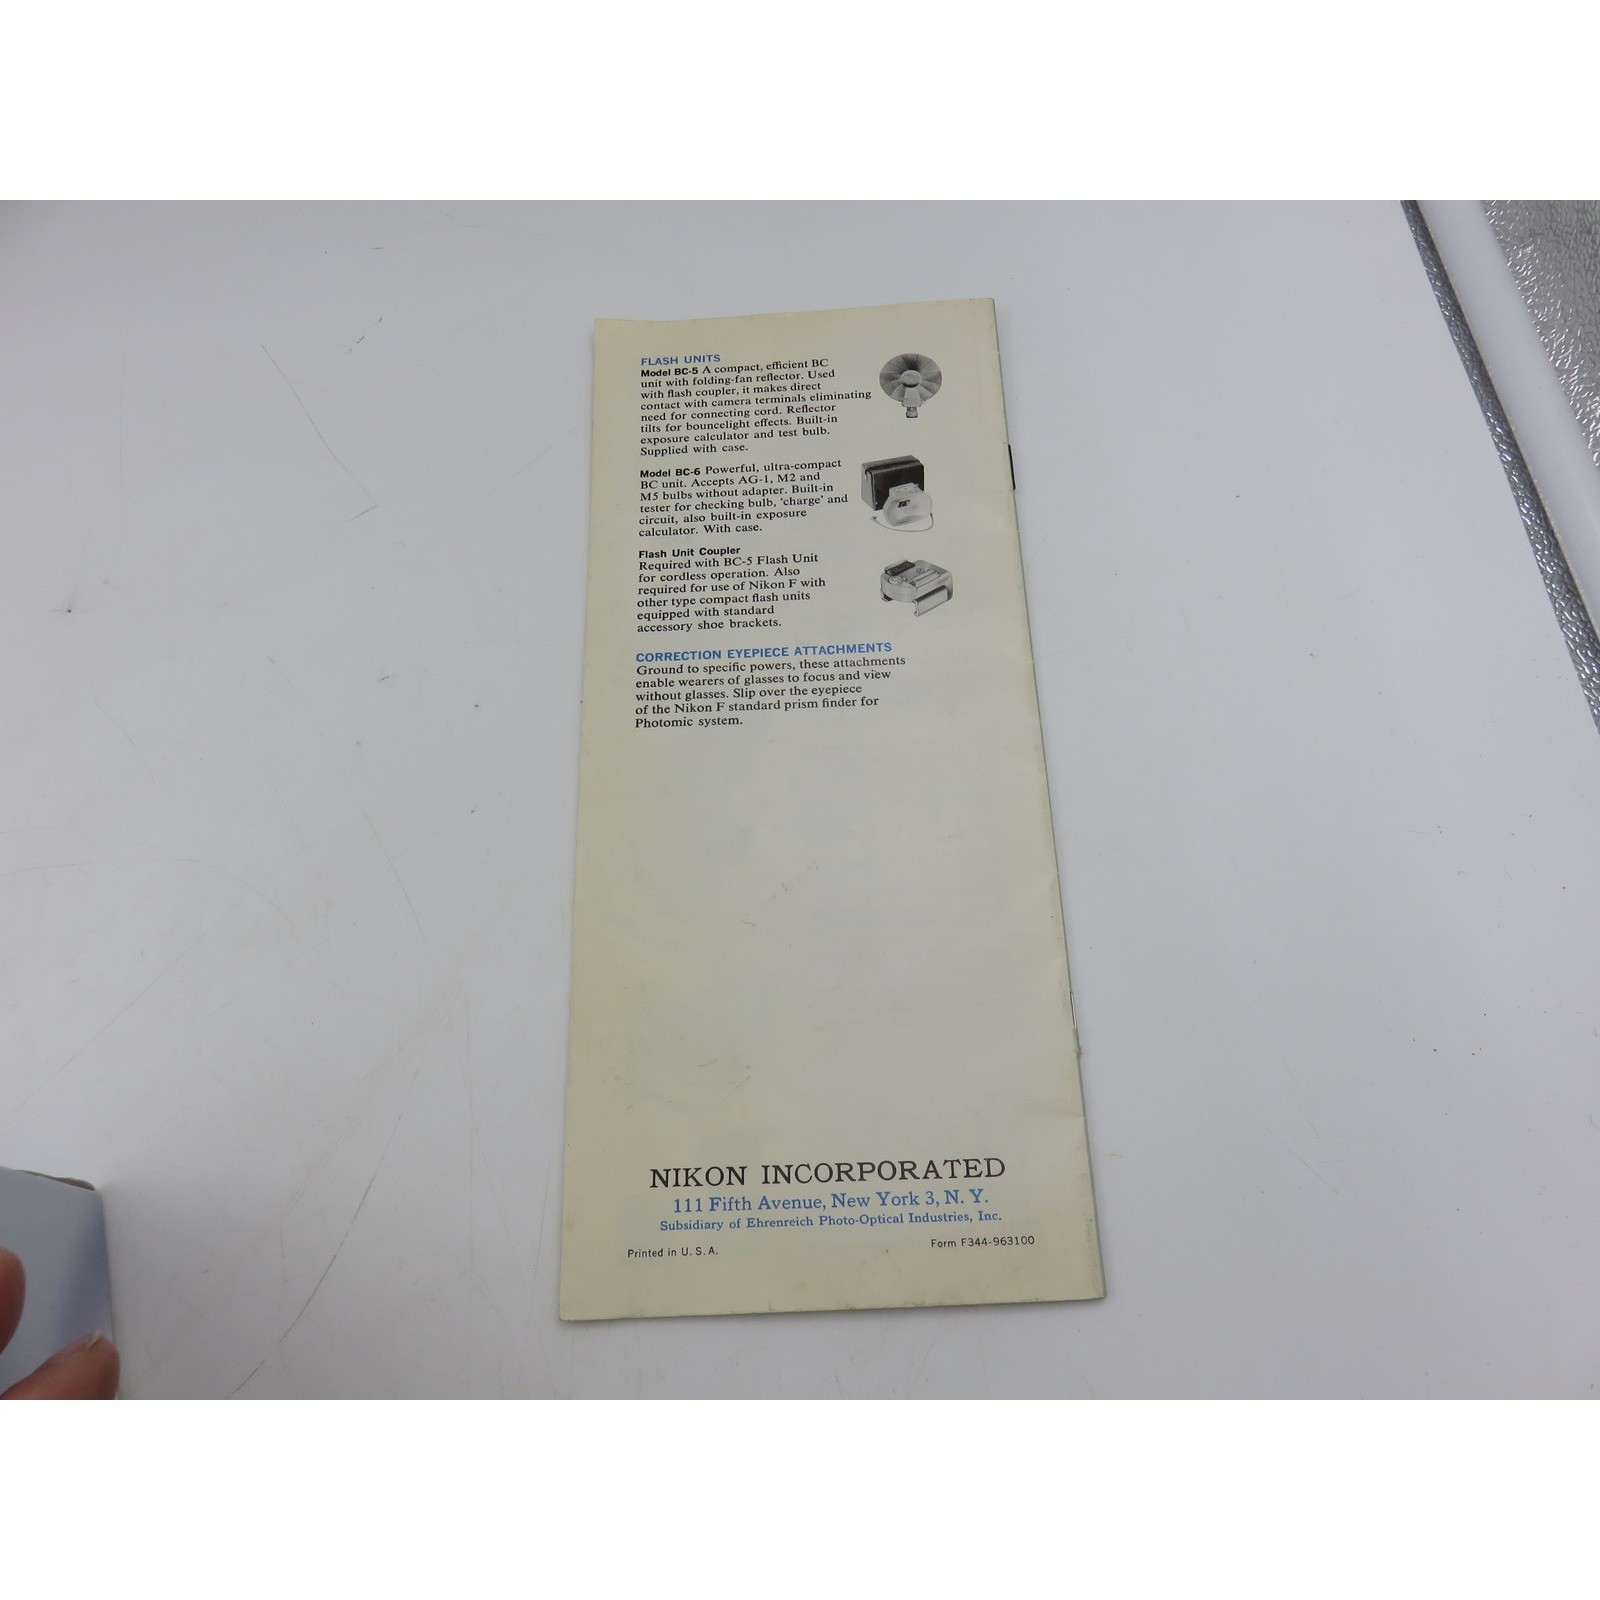 FLASH UNITS
Model BC-5 A compact, efficient BC
unit with folding-fan reflector. Used
with flash coupler, it makes direct
contact with camera terminals eliminating
need for connecting cord. Reflector
tilts for bouncelight effects. Built-in
exposure calculator and test bulb.
Supplied with case.
Model BC-6 Powerful, ultra-compact
BC unit. Accepts AG-1, M2 and
M5 bulbs without adapter. Built-in
tester for checking bulb, 'charge' and
circuit, also built-in exposure
calculator. With case.
Flash Unit Coupler
Required with BC-5 Flash Unit
for cordless operation. Also
required for use of Nikon F with
other type compact flash units
equipped with standard
accessory shoe brackets.
CORRECTION EYEPIECE ATTACHMENTS
Ground to specific powers, these attachments
enable wearers of glasses to focus and view
without glasses. Slip over the eyepiece
of the Nikon F standard prism finder for
Photomic system.
NIKON INCORPORATED
111 Fifth Avenue, New York 3, N. Y.
Subsidiary of Ehrenreich Photo-Optical Industries, Inc.
Printed in U. S. A.
Form F344-963100